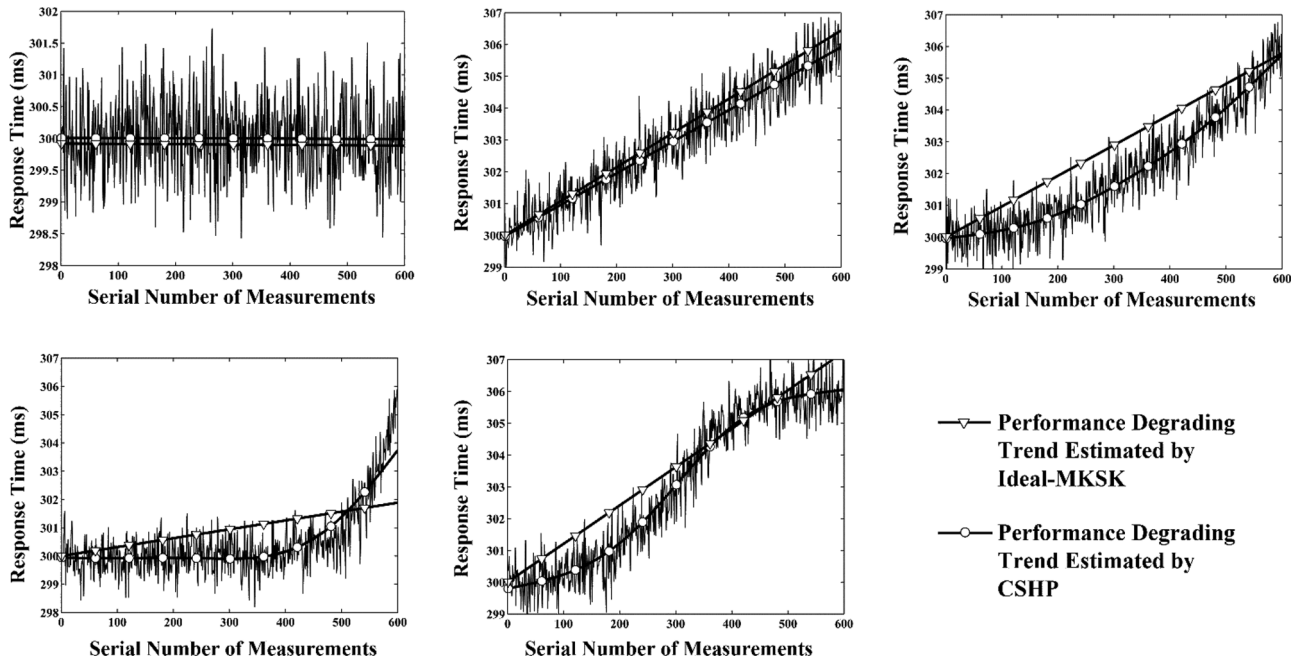 302
301.5
301
300.5
300
299.5
299
298.5
298
0 100 200 300 400 500 600
Response Time (ms)
Serial Number of Measurements
307
306
305
304
303
302
301
300
299
0 100 200 300 400 500 600
Response Time (ms)
Serial Number of Measurements
307
306
305
304
303
302
301
300
299
0 100 200 300 400 500 600
Response Time (ms)
Serial Number of Measurements
307
306
305
304
303
302
301
300
299
298
0 100 200 300 400 500 600
Response Time (ms)
Serial Number of Measurements
307
306
305
304
303
302
301
300
299
0 100 200 300 400 500 600
Response Time (ms)
Serial Number of Measurements
Performance Degrading
Trend Estimated by
Ideal-MKSK
Performance Degrading
Trend Estimated by
CSHP